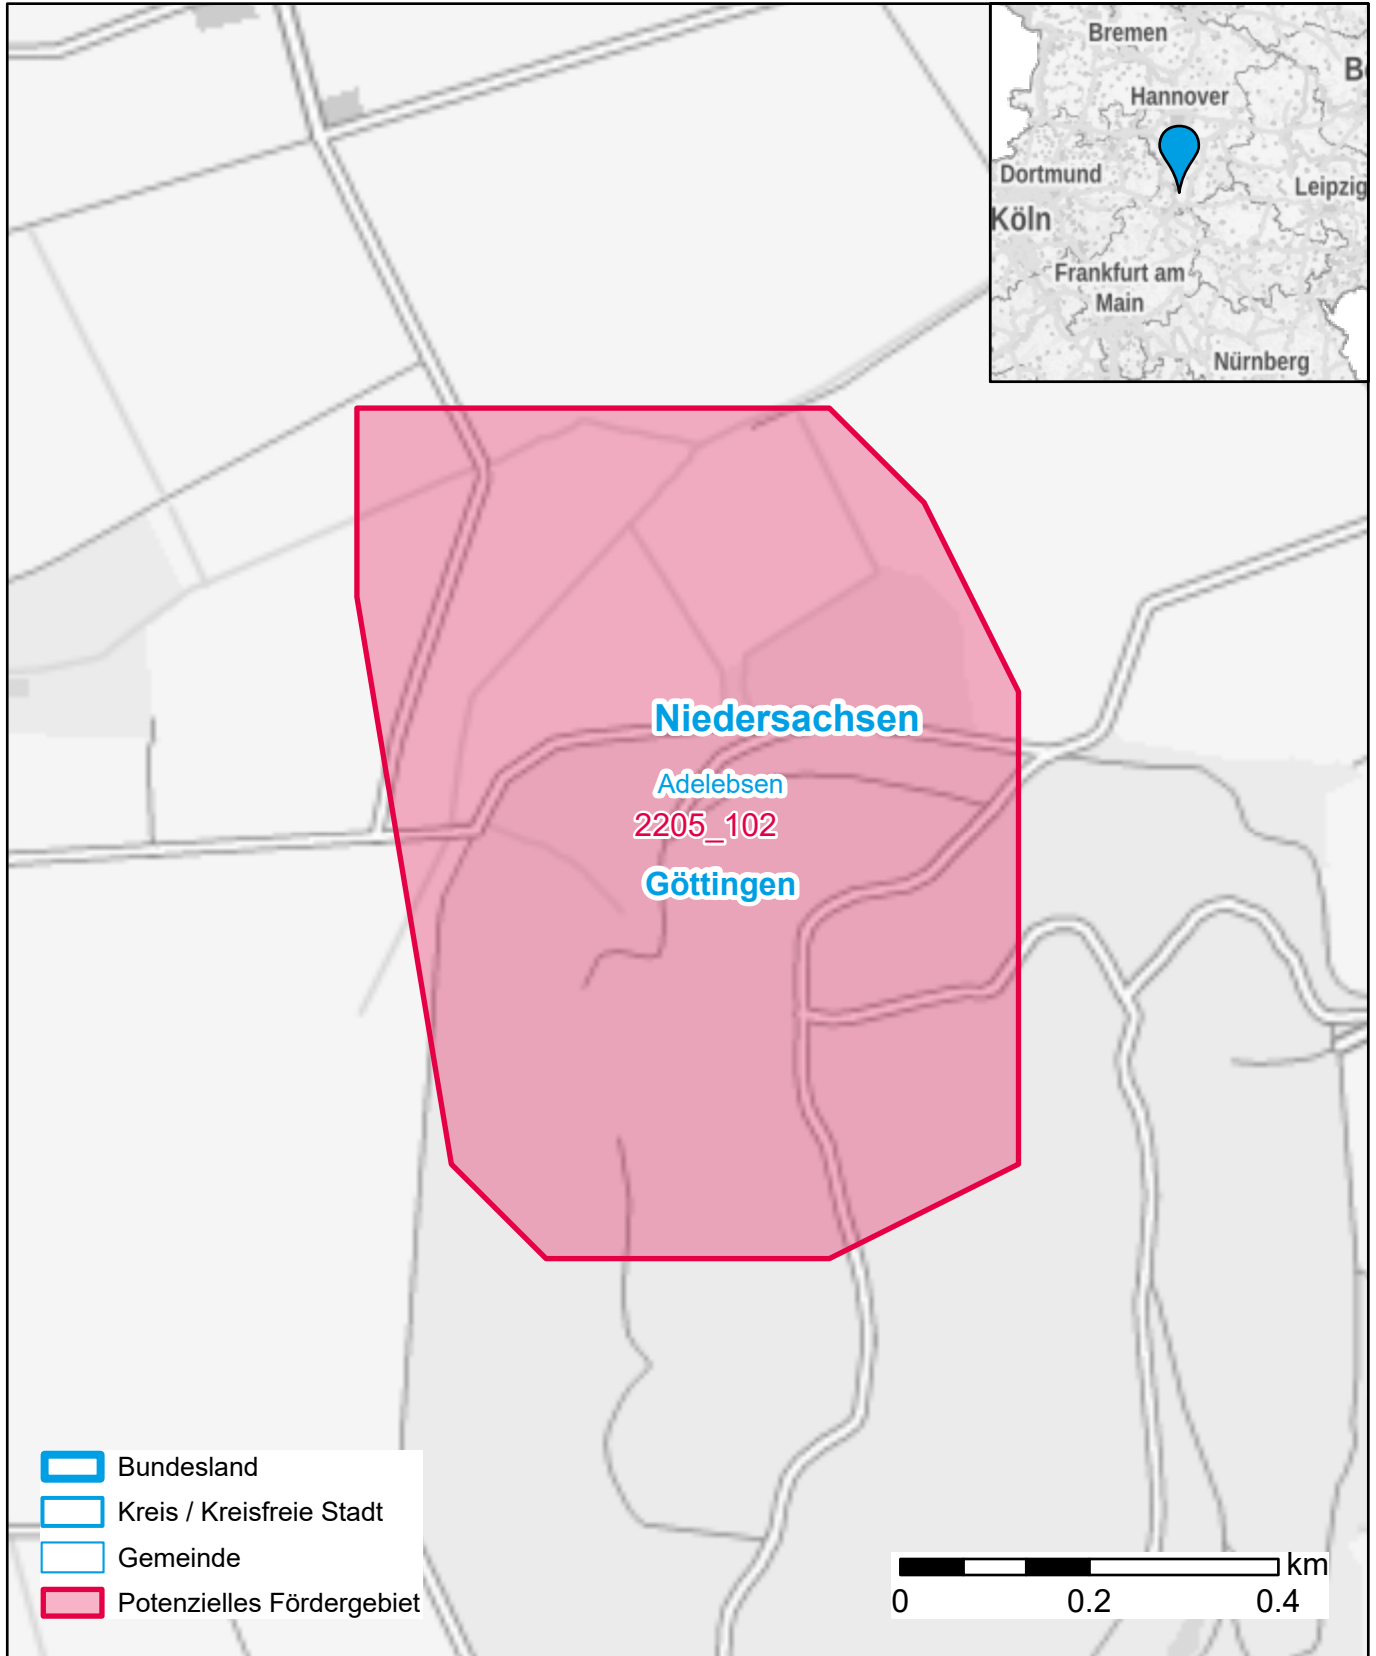 Bremen
B
Hannover
Dortmund
Leipzig
Köln
Frankfurt am
Main
Nürnberg
Niedersachsen
Adelebsen
2205_102
Göttingen
Bundesland
Kreis / Kreisfreie Stadt
Gemeinde
Potenzielles Fördergebiet
km
0 0.2 0.4